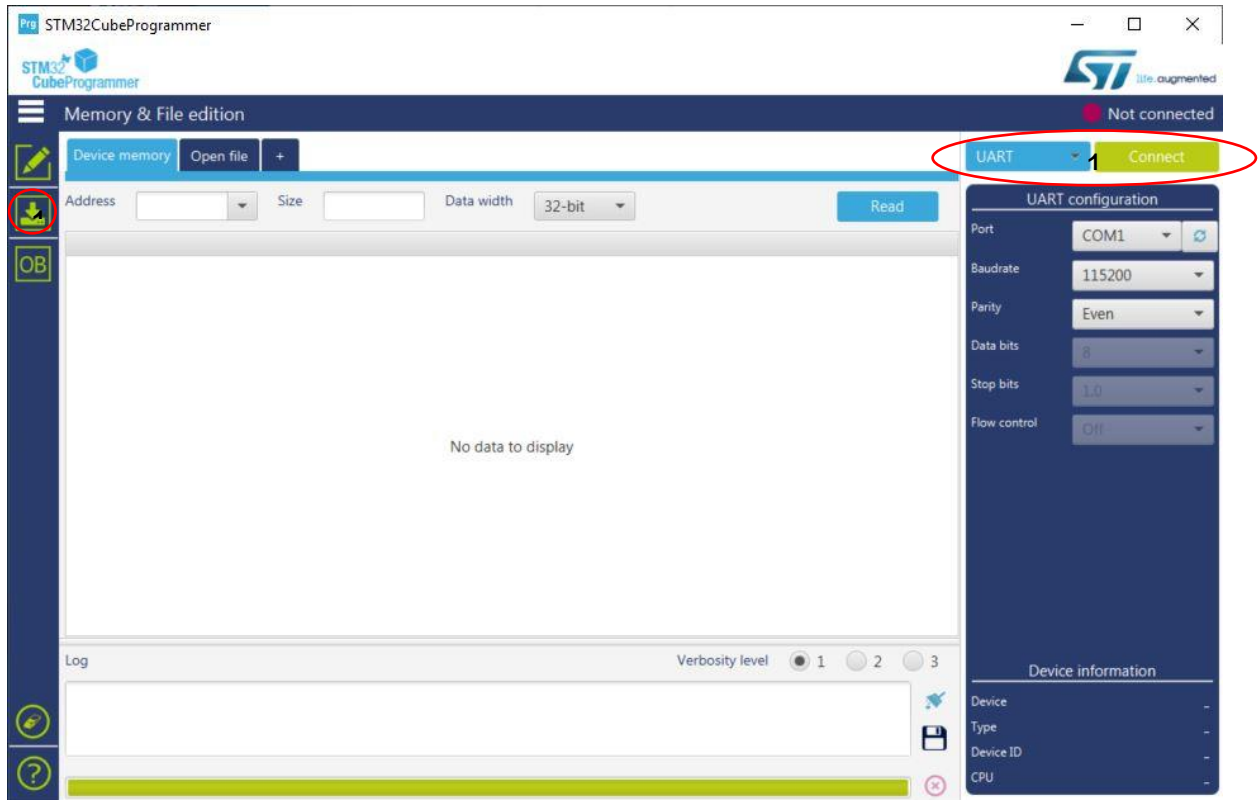 Prg STM32CubeProgrammer
STM32
CubeProgrammer
life.augmented
Memory & File edition
Not connected
Device memory Open file +
UART 1 Connect
Address Size Data width 32-bit Read
OB
UART configuration
Port COM1
Baudrate 115200
Parity Even
Data bits 8
Stop bits 1.0
Flow control Off
No data to display
Log Verbosity level 1 2 3
Device information
Device -
Type -
Device ID -
CPU -
?